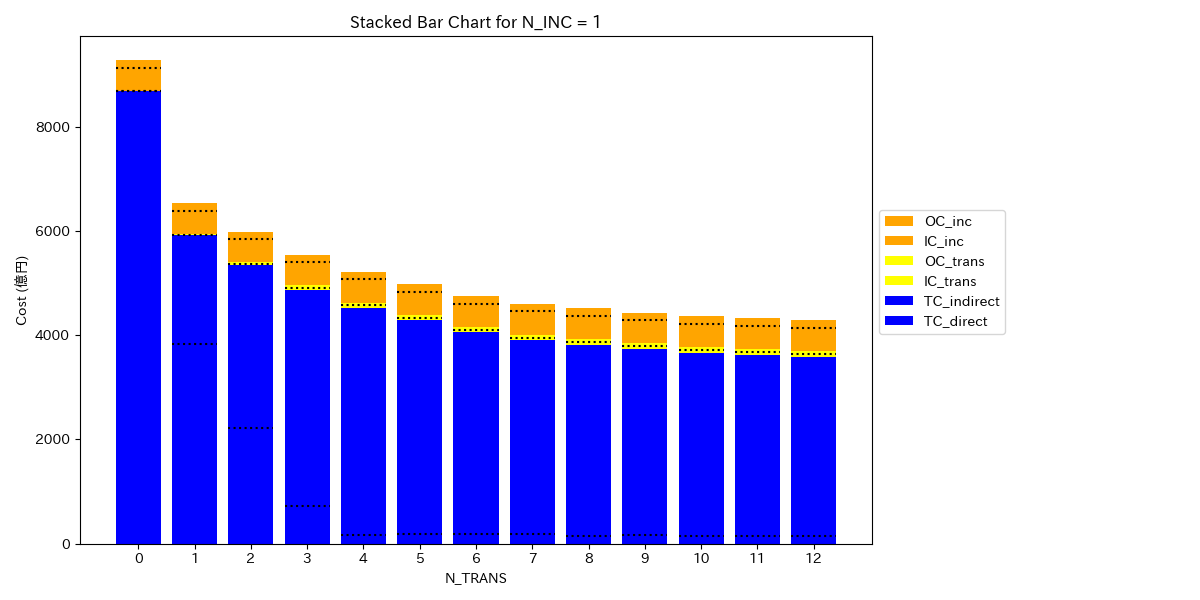 Stacked Bar Chart for N_INC = 1
Cost (億円)
8000
6000
4000
2000
0
0 1 2 3 4 5 6 7 8 9 10 11 12
N_TRANS
OC_inc
IC_inc
OC_trans
IC_trans
TC_indirect
TC_direct